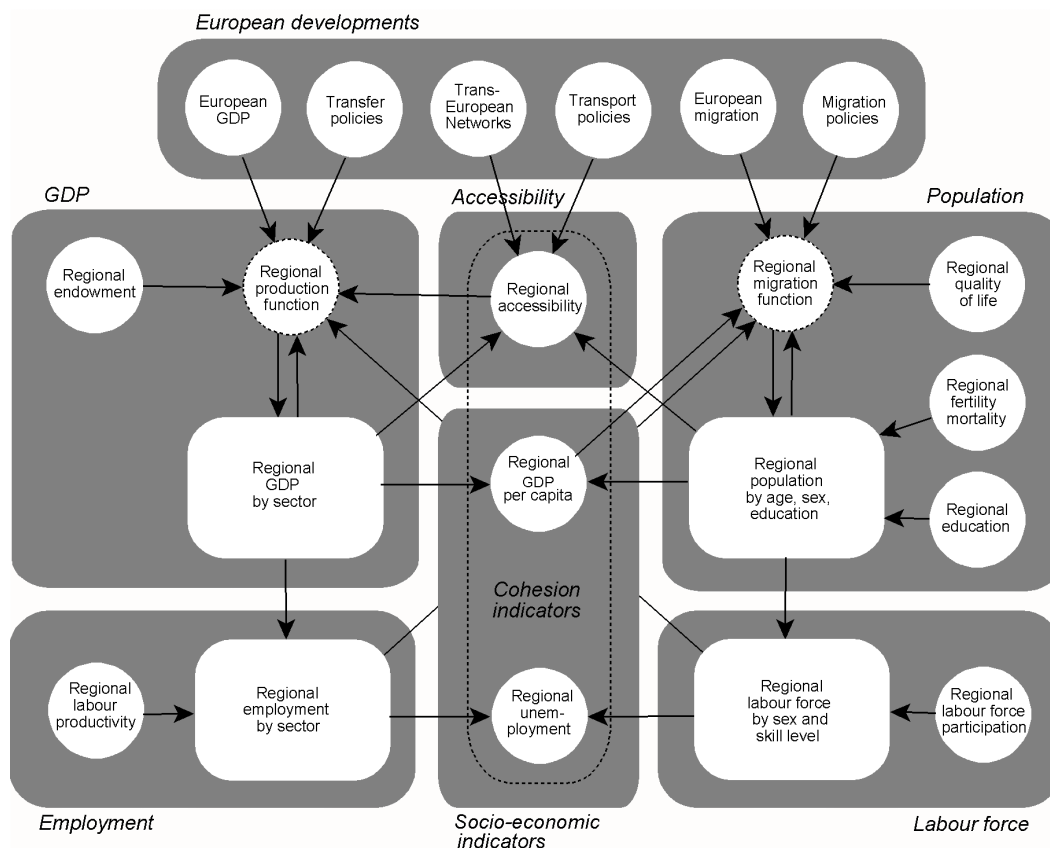 European developments
European
GDP
Transfer
policies
Trans-
European
Networks
Transport
policies
European
migration
Migration
policies
GDP
Accessibility
Population
Regional
endowment
Regional
production
function
Regional
accessibility
Regional
migration
function
Regional
quality
of life
Regional
fertility
mortality
Regional
GDP
by sector
Regional
GDP
per capita
Regional
population
by age, sex,
education
Regional
education
Cohesion
indicators
Regional
labour
productivity
Regional
employment
by sector
Regional
unem-
ployment
Regional
labour force
by sex and
skill level
Regional
labour force
participation
Employment
Socio-economic
indicators
Labour force